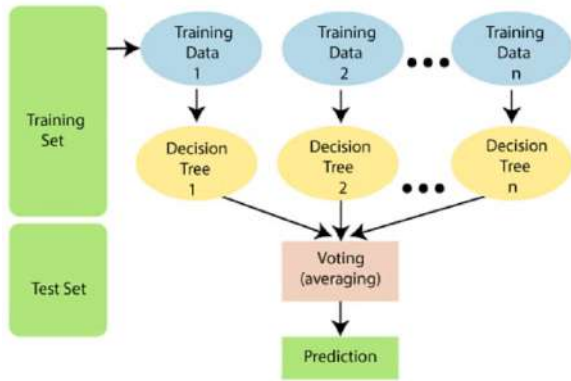 Training
Set
Test Set
Training
Data
1
Training
Data
2
Training
Data
n
Decision
Tree
1
Decision
Tree
2
Decision
Tree
n
Voting
(averaging)
Prediction